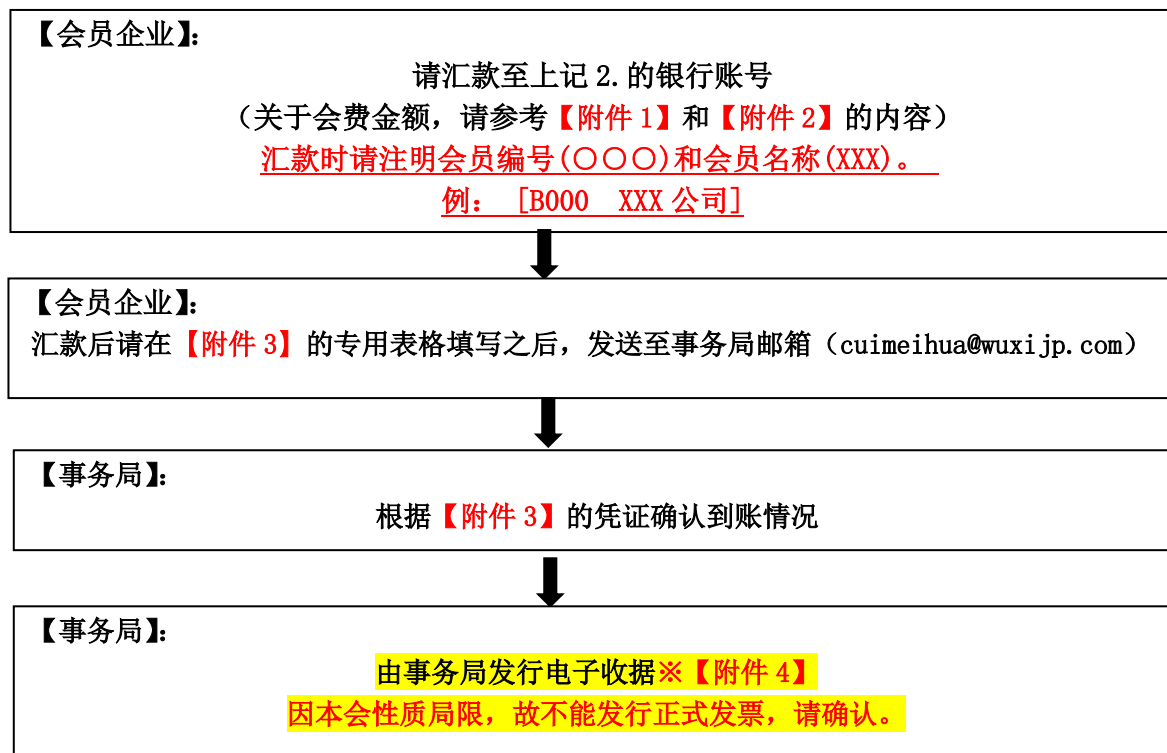 【会员企业】:
请汇款至上记 2.的银行账号
（关于会费金额，请参考【附件 1】和【附件 2】的内容）
汇款时请注明会员编号(○○○)和会员名称(XXX)。
例： [B000  XXX 公司]
【会员企业】:
汇款后请在【附件 3】的专用表格填写之后，发送至事务局邮箱（cuimeihua@wuxijp.com）
【事务局】:
根据【附件 3】的凭证确认到账情况
【事务局】:
由事务局发行电子收据※【附件 4】
因本会性质局限，故不能发行正式发票，请确认。